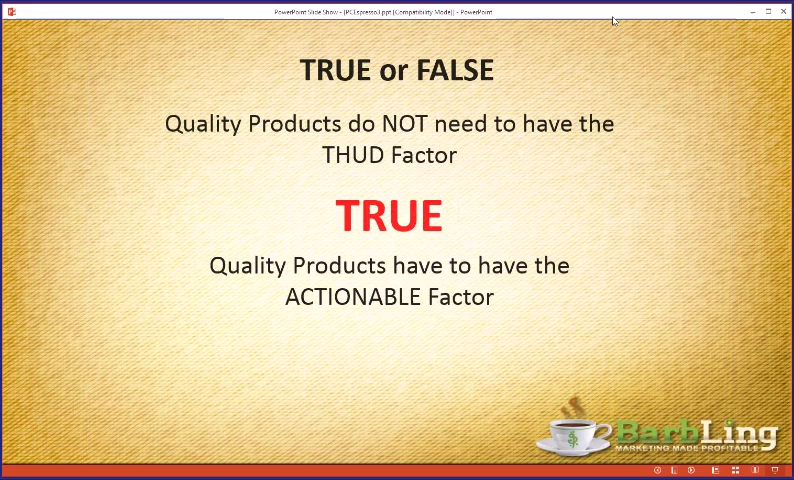 PowerPoint Slide Show - [PCEspresso3.ppt [Compatibility Mode]] - PowerPoint
TRUE or FALSE
Quality Products do NOT need to have the
THUD Factor
TRUE
Quality Products have to have the
ACTIONABLE Factor
$
BarbLing
MARKETING MADE PROFITABLE